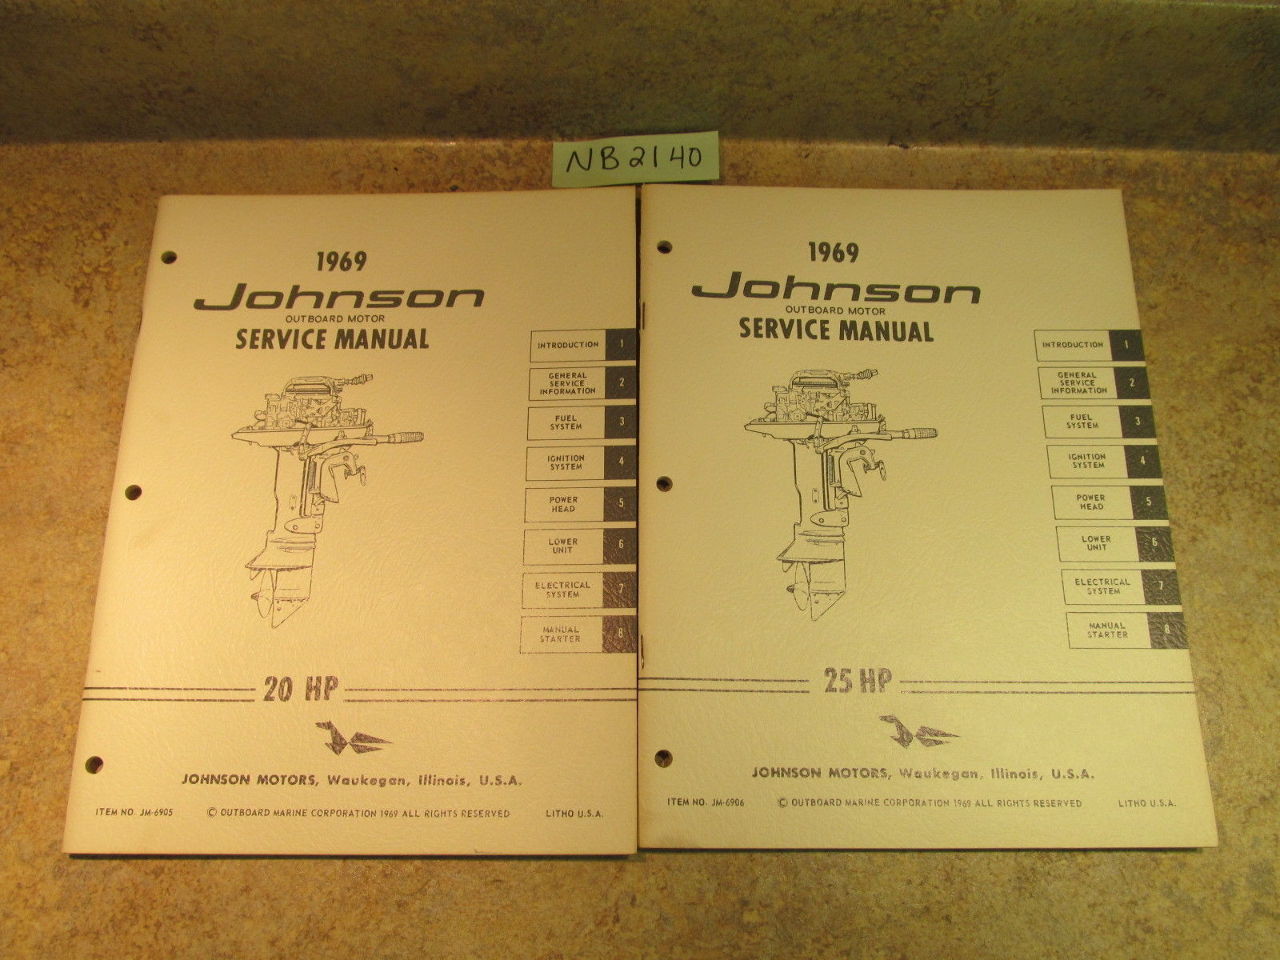 NB2140
1969
Johnson
OUTBOARD MOTOR
SERVICE MANUAL
INTRODUCTION 1
GENERAL
SERVICE
INFORMATION 2
FUEL
SYSTEM 3
IGNITION
SYSTEM 4
POWER
HEAD 5
LOWER
UNIT 6
ELECTRICAL
SYSTEM 7
MANUAL
STARTER 8
20 HP
JOHNSON MOTORS, Waukegan, Illinois, U.S.A.
ITEM NO. JM-6905 © OUTBOARD MARINE CORPORATION 1969 ALL RIGHTS RESERVED LITHO U.S.A.
1969
Johnson
OUTBOARD MOTOR
SERVICE MANUAL
INTRODUCTION 1
GENERAL
SERVICE
INFORMATION 2
FUEL
SYSTEM 3
IGNITION
SYSTEM 4
POWER
HEAD 5
LOWER
UNIT 6
ELECTRICAL
SYSTEM 7
MANUAL
STARTER 8
25 HP
JOHNSON MOTORS, Waukegan, Illinois, U.S.A.
ITEM NO. JM-6906 © OUTBOARD MARINE CORPORATION 1969 ALL RIGHTS RESERVED LITHO U.S.A.